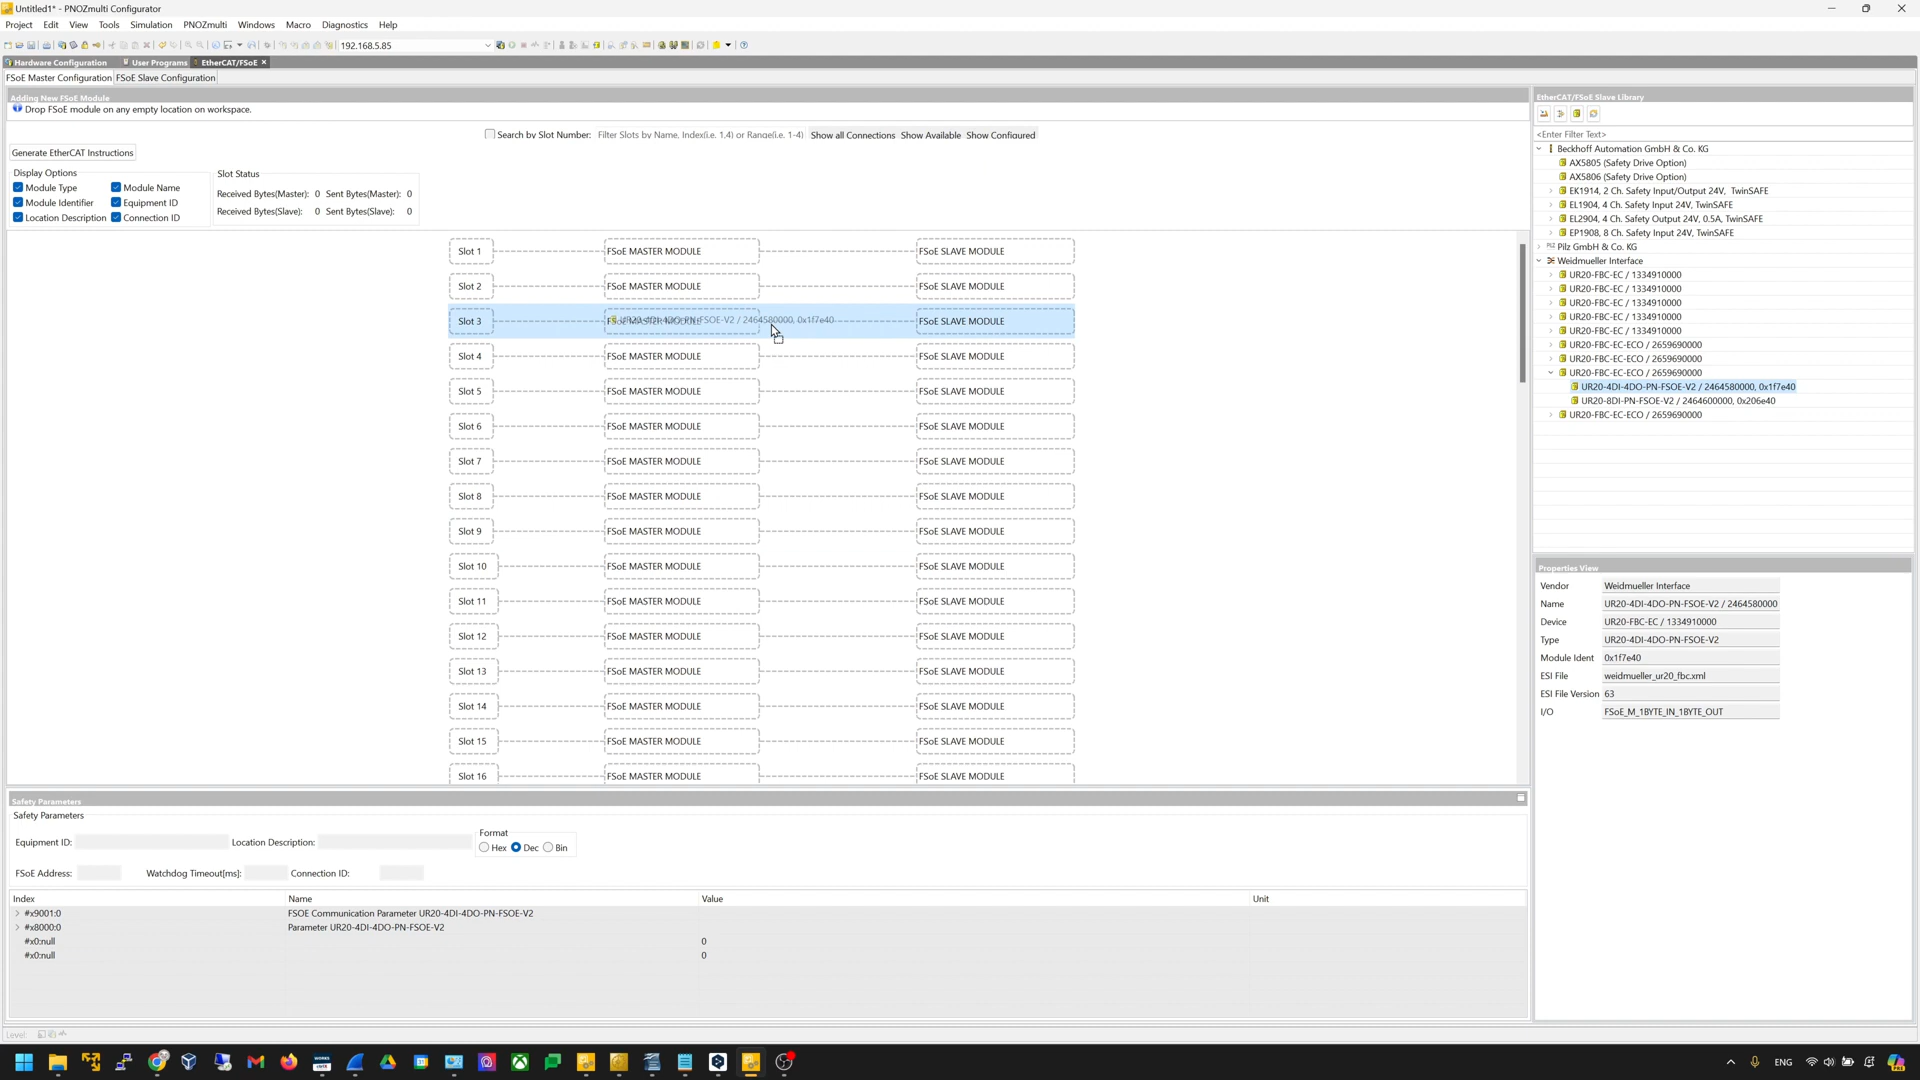 Untitled1* - PNOZmulti Configurator
Project Edit View Tools Simulation PNOZmulti Windows Macro Diagnostics Help
192.168.5.85
Hardware Configuration User Programs EtherCAT/FSoE
FSoE Master Configuration FSoE Slave Configuration
Adding New FSoE Module
Drop FSoE module on any empty location on workspace.
Search by Slot Number: Filter Slots by Name, Index(i.e. 1,4) or Range(i.e. 1-4) Show all Connections Show Available Show Configured
Generate EtherCAT Instructions
Display Options
Module Type Module Name
Module Identifier Equipment ID
Location Description Connection ID
Slot Status
Received Bytes(Master): 0 Sent Bytes(Master): 0
Received Bytes(Slave): 0 Sent Bytes(Slave): 0
Slot 1 FSoE MASTER MODULE FSoE SLAVE MODULE
Slot 2 FSoE MASTER MODULE FSoE SLAVE MODULE
Slot 3 FSoE MASTER MODULE UR20-4DI-4DO-PN-FSOE-V2 / 2464580000, 0x1f7e40 FSoE SLAVE MODULE
Slot 4 FSoE MASTER MODULE FSoE SLAVE MODULE
Slot 5 FSoE MASTER MODULE FSoE SLAVE MODULE
Slot 6 FSoE MASTER MODULE FSoE SLAVE MODULE
Slot 7 FSoE MASTER MODULE FSoE SLAVE MODULE
Slot 8 FSoE MASTER MODULE FSoE SLAVE MODULE
Slot 9 FSoE MASTER MODULE FSoE SLAVE MODULE
Slot 10 FSoE MASTER MODULE FSoE SLAVE MODULE
Slot 11 FSoE MASTER MODULE FSoE SLAVE MODULE
Slot 12 FSoE MASTER MODULE FSoE SLAVE MODULE
Slot 13 FSoE MASTER MODULE FSoE SLAVE MODULE
Slot 14 FSoE MASTER MODULE FSoE SLAVE MODULE
Slot 15 FSoE MASTER MODULE FSoE SLAVE MODULE
Slot 16 FSoE MASTER MODULE FSoE SLAVE MODULE
EtherCAT/FSoE Slave Library
<Enter Filter Text>
Beckhoff Automation GmbH & Co. KG
AX5805 (Safety Drive Option)
AX5806 (Safety Drive Option)
EK1914, 2 Ch. Safety Input/Output 24V, TwinSAFE
EL1904, 4 Ch. Safety Input 24V, TwinSAFE
EL2904, 4 Ch. Safety Output 24V, 0.5A, TwinSAFE
EP1908, 8 Ch. Safety Input 24V, TwinSAFE
Pilz GmbH & Co. KG
Weidmueller Interface
UR20-FBC-EC / 1334910000
UR20-FBC-EC / 1334910000
UR20-FBC-EC / 1334910000
UR20-FBC-EC / 1334910000
UR20-FBC-EC / 1334910000
UR20-FBC-EC-ECO / 2659690000
UR20-FBC-EC-ECO / 2659690000
UR20-FBC-EC-ECO / 2659690000
UR20-4DI-4DO-PN-FSOE-V2 / 2464580000, 0x1f7e40
UR20-8DI-PN-FSOE-V2 / 2464600000, 0x206e40
UR20-FBC-EC-ECO / 2659690000
Properties View
Vendor Weidmueller Interface
Name UR20-4DI-4DO-PN-FSOE-V2 / 2464580000
Device UR20-FBC-EC / 1334910000
Type UR20-4DI-4DO-PN-FSOE-V2
Module Ident 0x1f7e40
ESI File weidmueller_ur20_fbc.xml
ESI File Version 63
I/O FSoE_M_1BYTE_IN_1BYTE_OUT
Safety Parameters
Safety Parameters
Equipment ID: Location Description: Format
Hex Dec Bin
FSoE Address: Watchdog Timeout[ms]: Connection ID:
Index Name Value Unit
#x9001:0 FSOE Communication Parameter UR20-4DI-4DO-PN-FSOE-V2
#x8000:0 Parameter UR20-4DI-4DO-PN-FSOE-V2
#x0:null 0
#x0:null 0
Level:
ENG